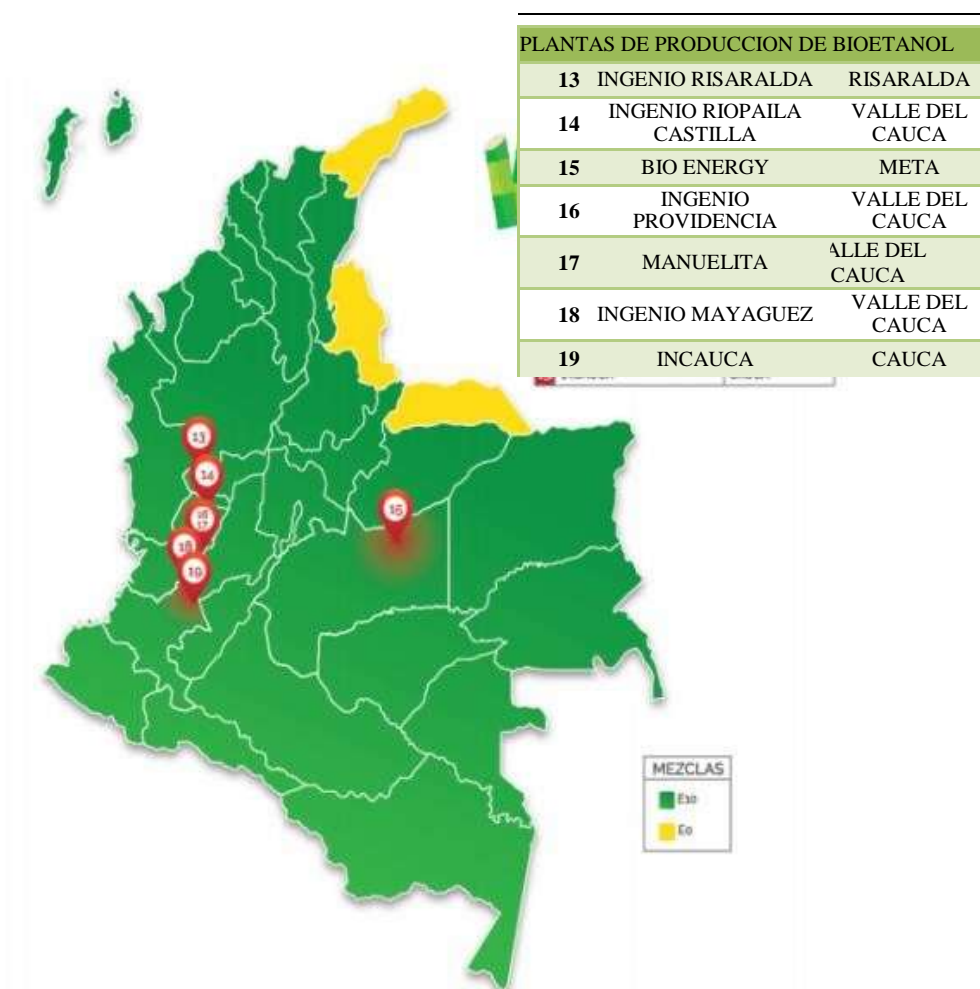 PLANTAS DE PRODUCCION DE BIOETANOL
13 INGENIO RISARALDA RISARALDA
14 INGENIO RIOPAILA CASTILLA VALLE DEL CAUCA
15 BIO ENERGY META
16 INGENIO PROVIDENCIA VALLE DEL CAUCA
17 MANUELITA ALLE DEL CAUCA
18 INGENIO MAYAGUEZ VALLE DEL CAUCA
19 INCAUCA CAUCA
13
14
16
17
15
18
19
MEZCLAS
E10
E0